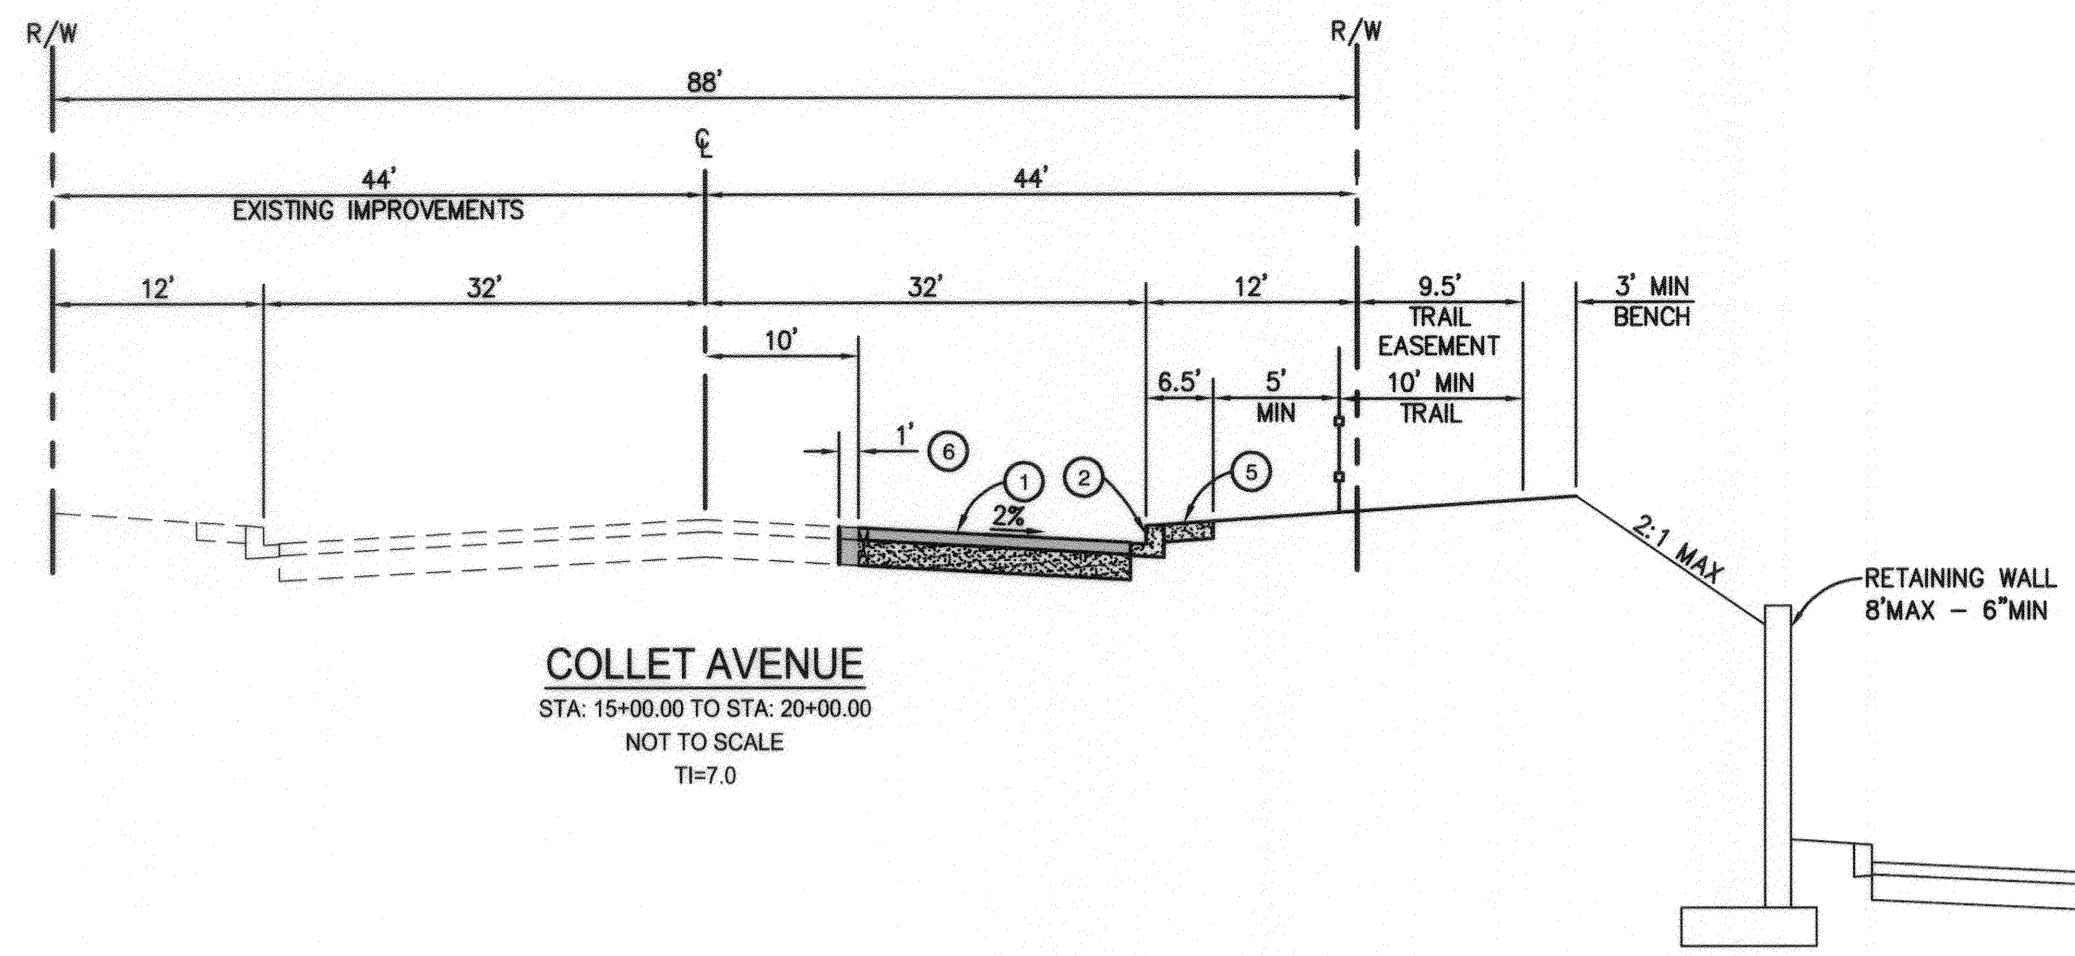 R/W
R/W
88'
℄
44'
EXISTING IMPROVEMENTS
44'
12'
32'
32'
12'
9.5'
TRAIL
EASEMENT
3' MIN
BENCH
10'
6.5'
5'
MIN
10' MIN
TRAIL
1'
6
1
2
5
2%
2:1 MAX
RETAINING WALL
8'MAX - 6"MIN
COLLET AVENUE
STA: 15+00.00 TO STA: 20+00.00
NOT TO SCALE
TI=7.0